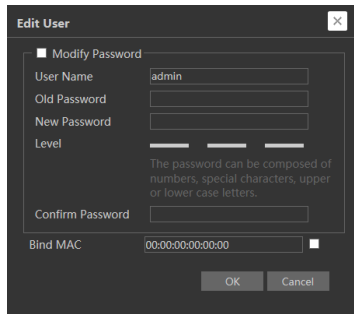 Edit User
Modify Password
User Name admin
Old Password
New Password
Level
The password can be composed of
numbers, special characters, upper
or lower case letters.
Confirm Password
Bind MAC 00:00:00:00:00:00
OK Cancel